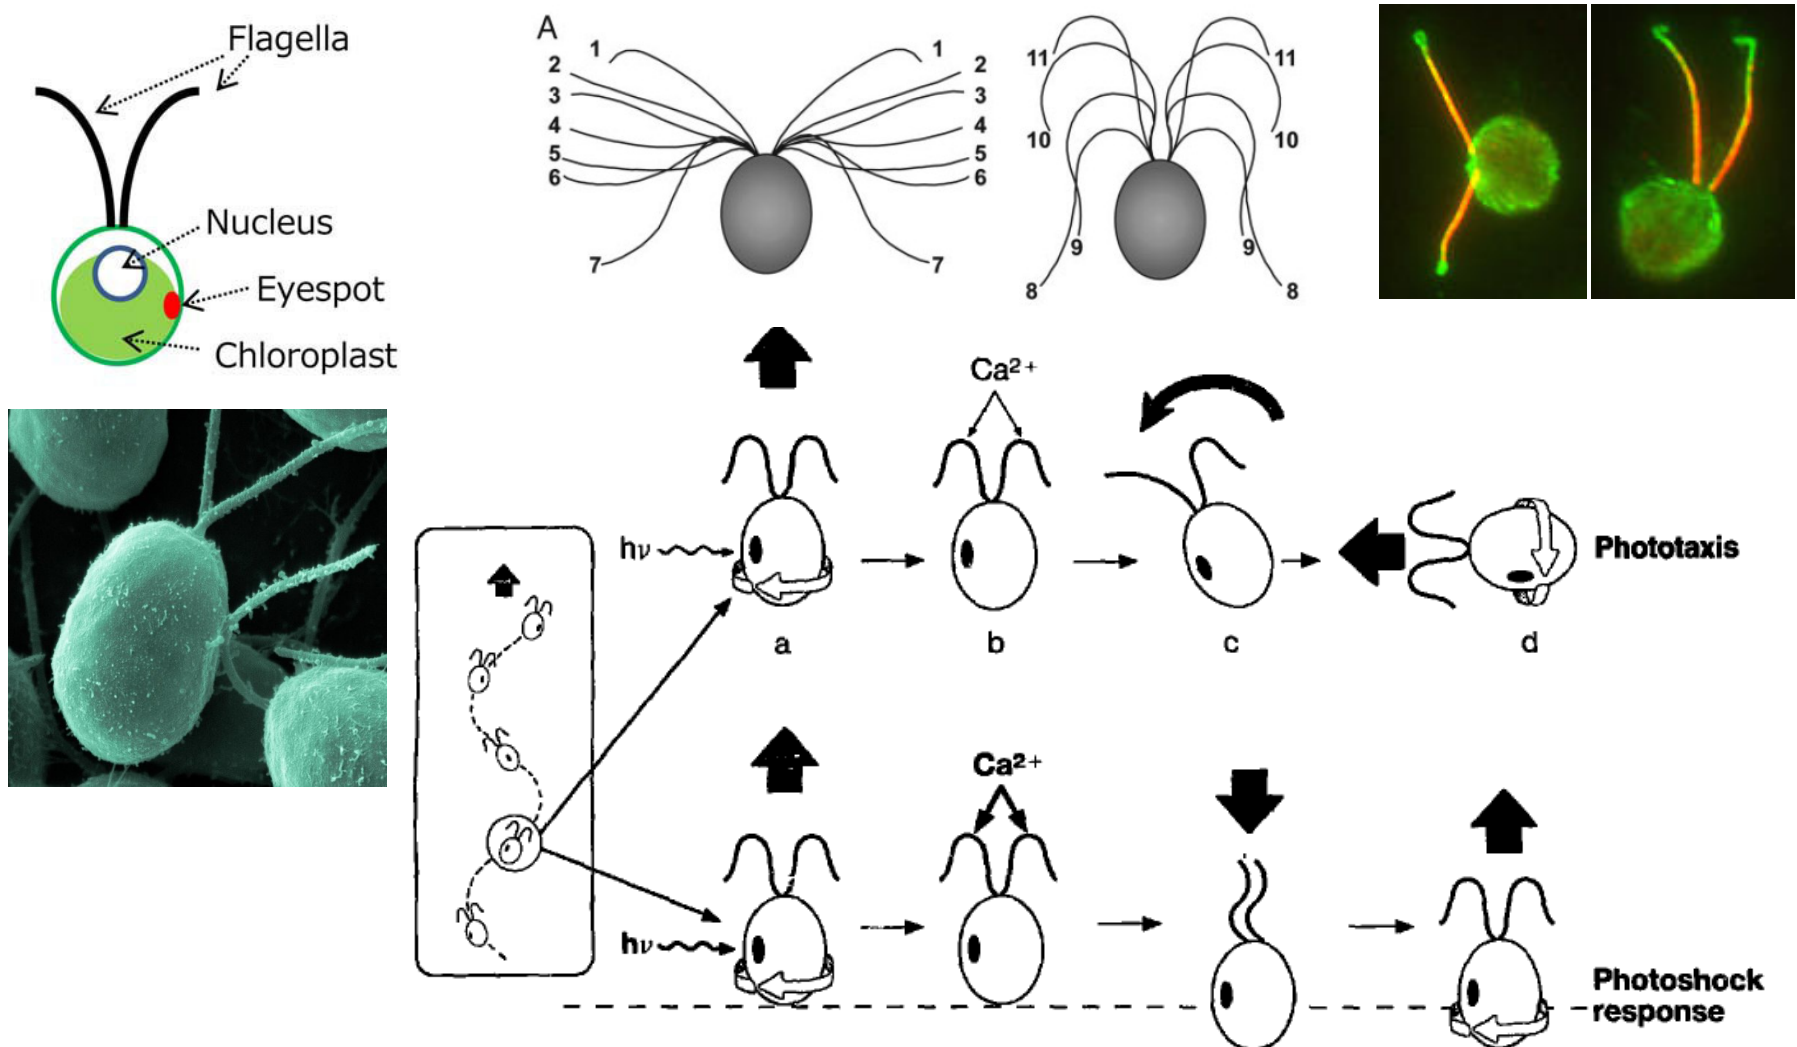 Flagella
Nucleus
Eyespot
Chloroplast
A
1
2
3
4
5
6
7
1
2
3
4
5
6
7
11
10
9
8
11
10
9
8
hν
Ca²⁺
a
b
c
d
Phototaxis
hν
Ca²⁺
Photoshock
response